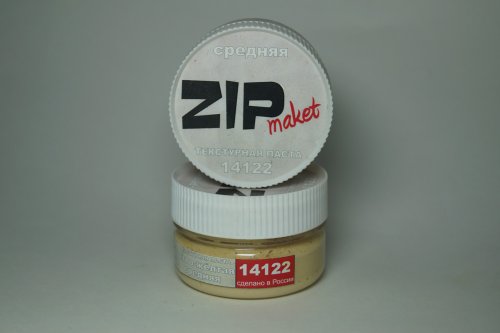 средняя
ZIP
maket
ТЕКСТУРНАЯ ПАСТА
14122
14122
сделано в России